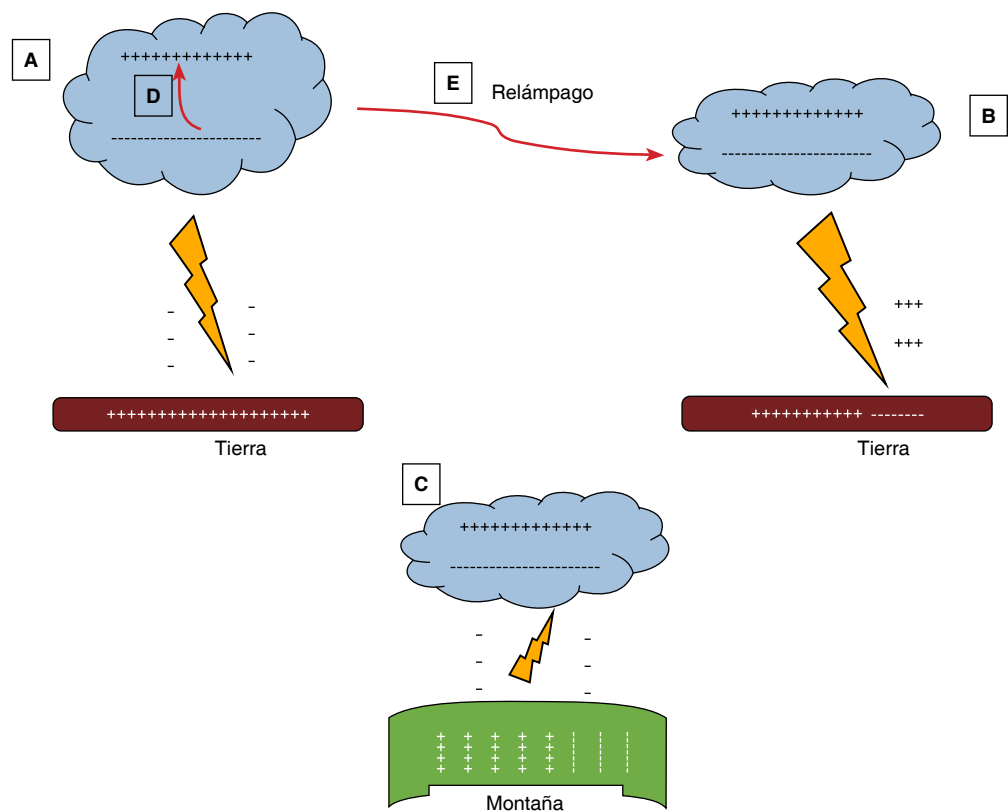 A
+++++++++++++
D
-----------------------
E
Relámpago
B
+++++++++++++
-----------------------
- -
- -
- -
+++
+++
++++++++++++++++++++
Tierra
+++++++++++ --------
Tierra
C
+++++++++++++
-----------------------
- -
- -
- -
+ + + + +
+ + + + +
+ + + + +
+ + + + +
Montaña